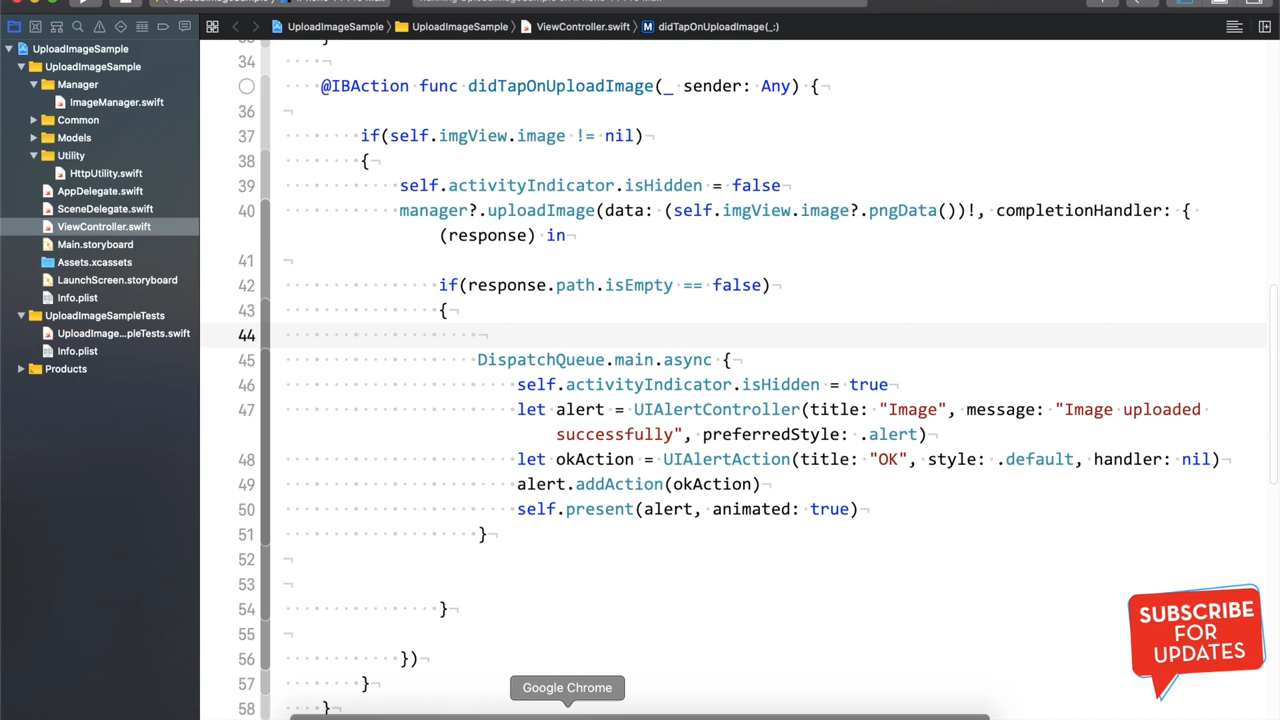 UploadImageSample
UploadImageSample
ViewController.swift
didTapOnUploadImage(_:)
UploadImageSample
UploadImageSample
Manager
ImageManager.swift
Common
Models
Utility
HttpUtility.swift
AppDelegate.swift
SceneDelegate.swift
ViewController.swift
Main.storyboard
Assets.xcassets
LaunchScreen.storyboard
Info.plist
UploadImageSampleTests
UploadImage...pleTests.swift
Info.plist
Products
34
@IBAction func didTapOnUploadImage(_ sender: Any) {
36
37 if(self.imgView.image != nil)
38 {
39 self.activityIndicator.isHidden = false
40 manager?.uploadImage(data: (self.imgView.image?.pngData())!, completionHandler: {
(response) in
41
42 if(response.path.isEmpty == false)
43 {
44
45 DispatchQueue.main.async {
46 self.activityIndicator.isHidden = true
47 let alert = UIAlertController(title: "Image", message: "Image uploaded
successfully", preferredStyle: .alert)
48 let okAction = UIAlertAction(title: "OK", style: .default, handler: nil)
49 alert.addAction(okAction)
50 self.present(alert, animated: true)
51 }
52
53
54 }
55
56 })
57 }
58 }
SUBSCRIBE
FOR
UPDATES
Google Chrome